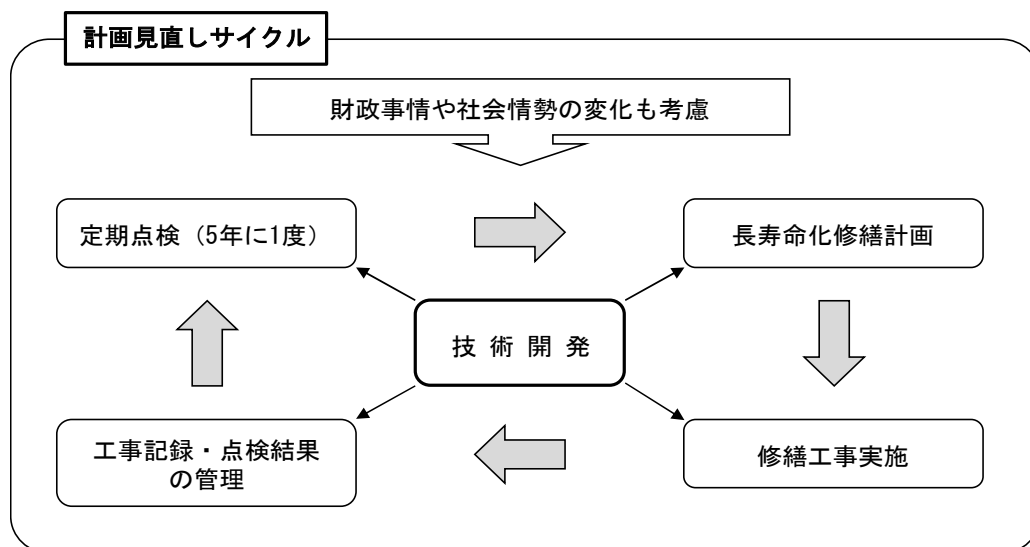 計画見直しサイクル
財政事情や社会情勢の変化も考慮
定期点検（5年に1度）
長寿命化修繕計画
技術開発
工事記録・点検結果
の管理
修繕工事実施